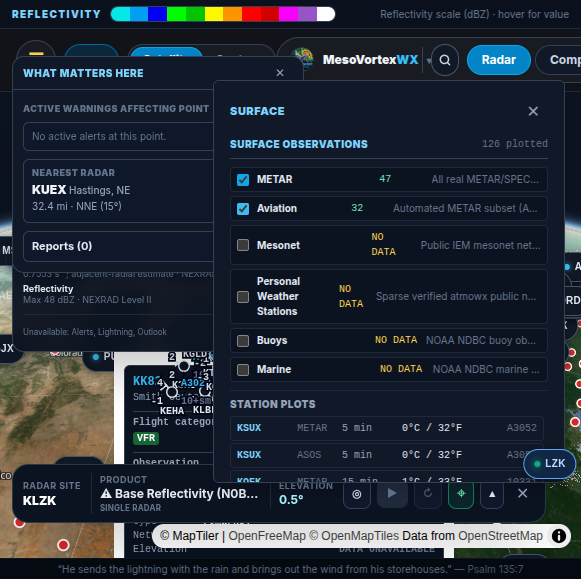 REFLECTIVITY
Reflectivity scale (dBZ) · hover for value
MesoVortexWX
Radar
WHAT MATTERS HERE
×
ACTIVE WARNINGS AFFECTING POINT
No active alerts at this point.
NEAREST RADAR
KUEX Hastings, NE
32.4 mi · NNE (15°)
Reports (0)
Reflectivity
Max 48 dBZ · NEXRAD Level II
Unavailable: Alerts, Lightning, Outlook
SURFACE
×
SURFACE OBSERVATIONS
126 plotted
METAR 47 All real METAR/SPEC...
Aviation 32 Automated METAR subset (A...
Mesonet NO DATA Public IEM mesonet net...
Personal Weather Stations NO DATA Sparse verified atmowx public n...
Buoys NO DATA NOAA NDBC buoy ob...
Marine NO DATA NOAA NDBC marine ...
STATION PLOTS
KSUX METAR 5 min 0°C / 32°F A3052
KSUX ASOS 5 min 0°C / 33°F
VFR
KEHA
LZK
RADAR SITE
KLZK
PRODUCT
⚠ Base Reflectivity (N0B...
SINGLE RADAR
ELEVATION
0.5°
Elevation
DATA UNAVAILABLE
© MapTiler | OpenFreeMap © OpenMapTiles Data from OpenStreetMap
“He sends the lightning with the rain and brings out the wind from his storehouses.” — Psalm 135:7